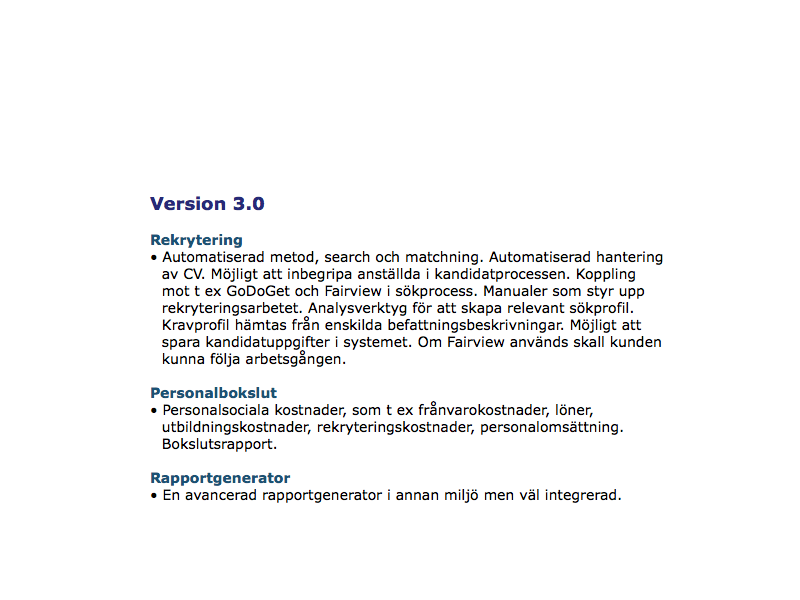 Version 3.0
Rekrytering
• Automatiserad metod, search och matchning. Automatiserad hantering
av CV. Möjligt att inbegripa anställda i kandidatprocessen. Koppling
mot t ex GoDoGet och Fairview i sökprocess. Manualer som styr upp
rekryteringsarbetet. Analysverktyg för att skapa relevant sökprofil.
Kravprofil hämtas från enskilda befattningsbeskrivningar. Möjligt att
spara kandidatuppgifter i systemet. Om Fairview används skall kunden
kunna följa arbetsgången.
Personalbokslut
• Personalsociala kostnader, som t ex frånvarokostnader, löner,
utbildningskostnader, rekryteringskostnader, personalomsättning.
Bokslutsrapport.
Rapportgenerator
• En avancerad rapportgenerator i annan miljö men väl integrerad.